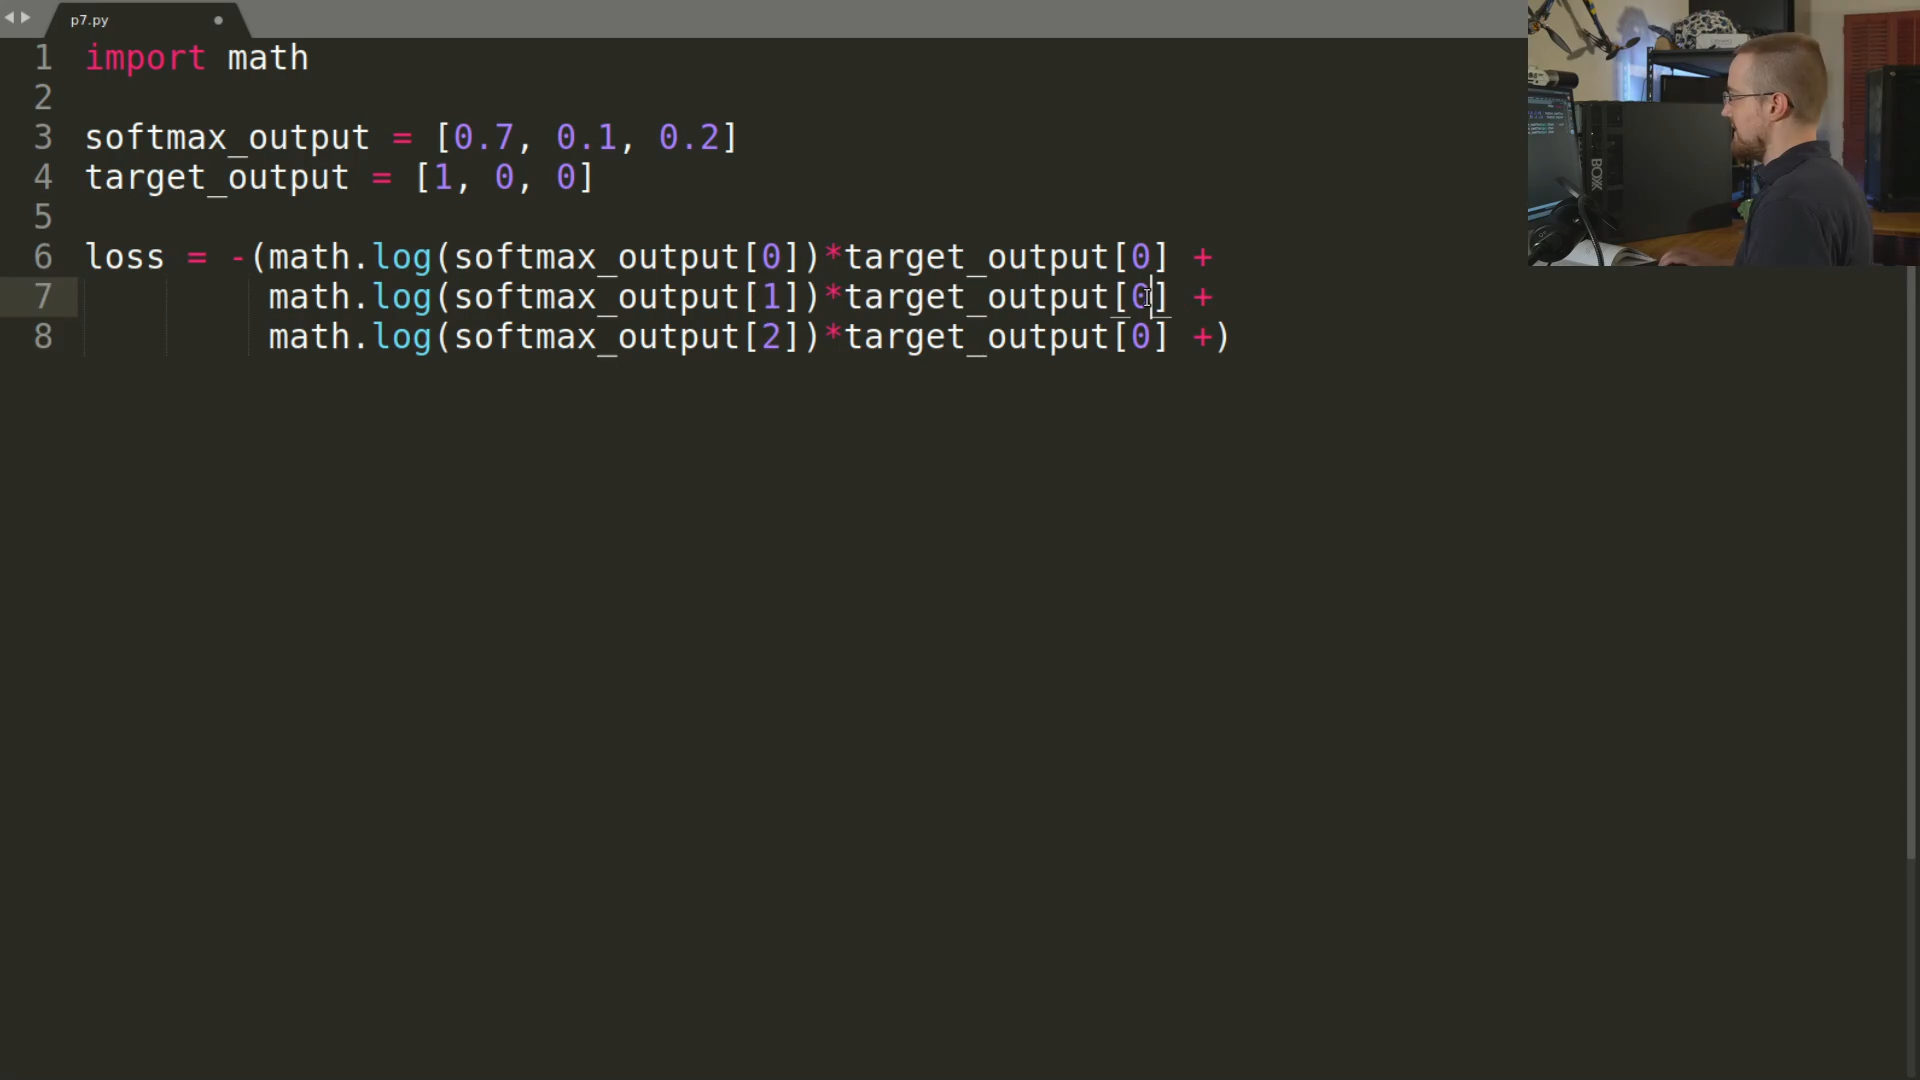 p7.py
1 import math
2
3 softmax_output = [0.7, 0.1, 0.2]
4 target_output = [1, 0, 0]
5
6 loss = -(math.log(softmax_output[0])*target_output[0] +
7 math.log(softmax_output[1])*target_output[0] +
8 math.log(softmax_output[2])*target_output[0] +)
BOXX